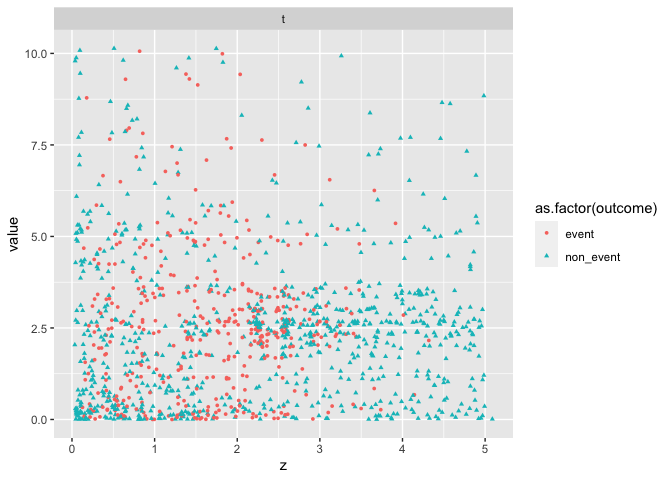 t
10.0
7.5
5.0
2.5
0.0
value
0
1
2
3
4
5
z
as.factor(outcome)
event
non_event